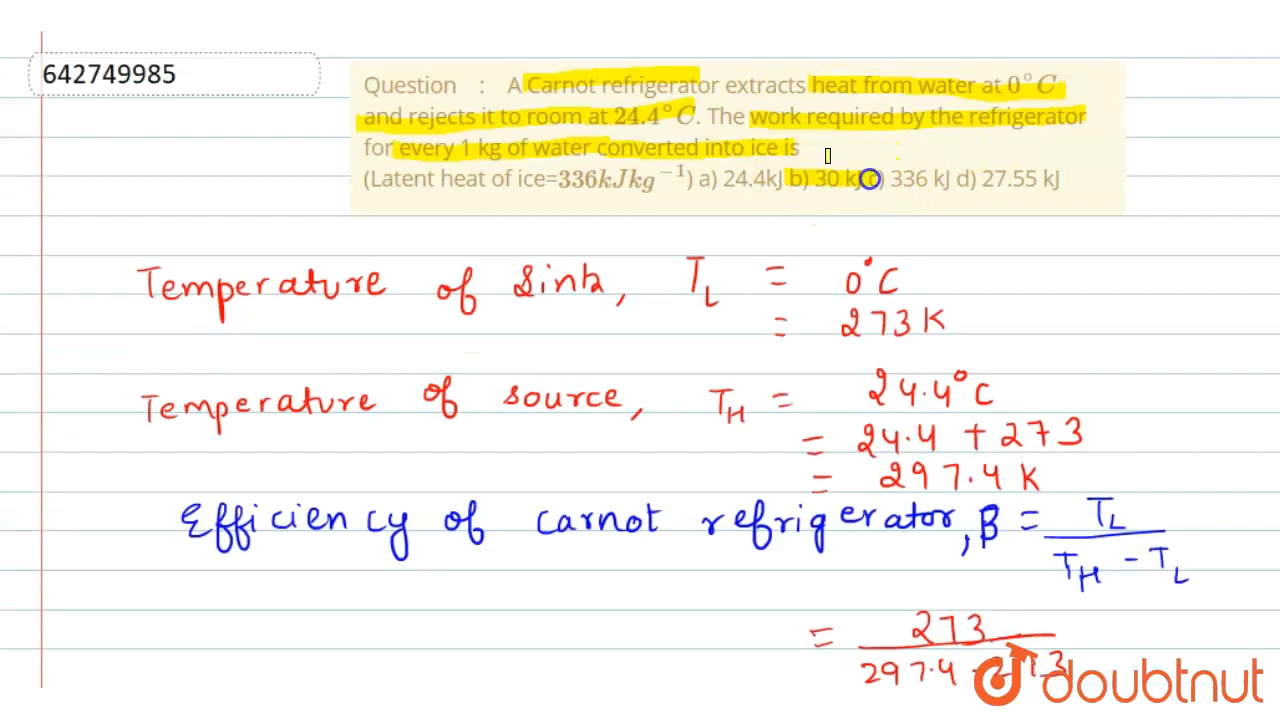 642749985
Question : A Carnot refrigerator extracts heat from water at 0°C
and rejects it to room at 24.4°C. The work required by the refrigerator
for every 1 kg of water converted into ice is
(Latent heat of ice=336kJkg⁻¹) a) 24.4kJ b) 30 kJ c) 336 kJ d) 27.55 kJ
Temperature of Sink, T_L = 0°C
= 273 K
Temperature of source, T_H = 24.4°C
= 24.4 + 273
= 297.4 K
Efficiency of carnot refrigerator, β = T_L / T_H - T_L
= 273 / 297.4 - 273
doubtnut